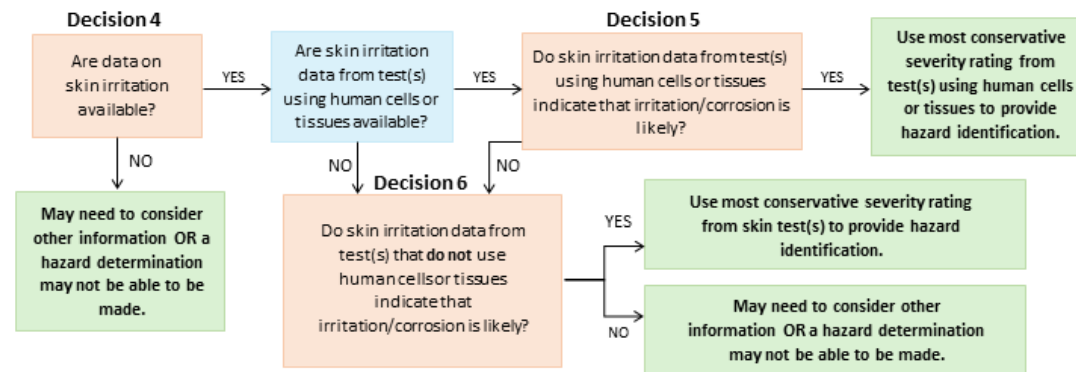 Decision 4
Are data on
skin irritation
available?
YES
Are skin irritation
data from test(s)
using human cells or
tissues available?
YES
Decision 5
Do skin irritation data from test(s)
using human cells or tissues
indicate that irritation/corrosion is
likely?
YES
Use most conservative
severity rating from
test(s) using human cells
or tissues to provide
hazard identification.
NO
NO
NO
May need to consider
other information OR a
hazard determination
may not be able to be
made.
Decision 6
Do skin irritation data from
test(s) that do not use
human cellsor tissues
indicate that
irritation/corrosion is likely?
YES
Use most conservative severity rating
from skin test(s) to provide hazard
identification.
NO
May need to consider other
information OR a hazard determination
may not be able to be made.